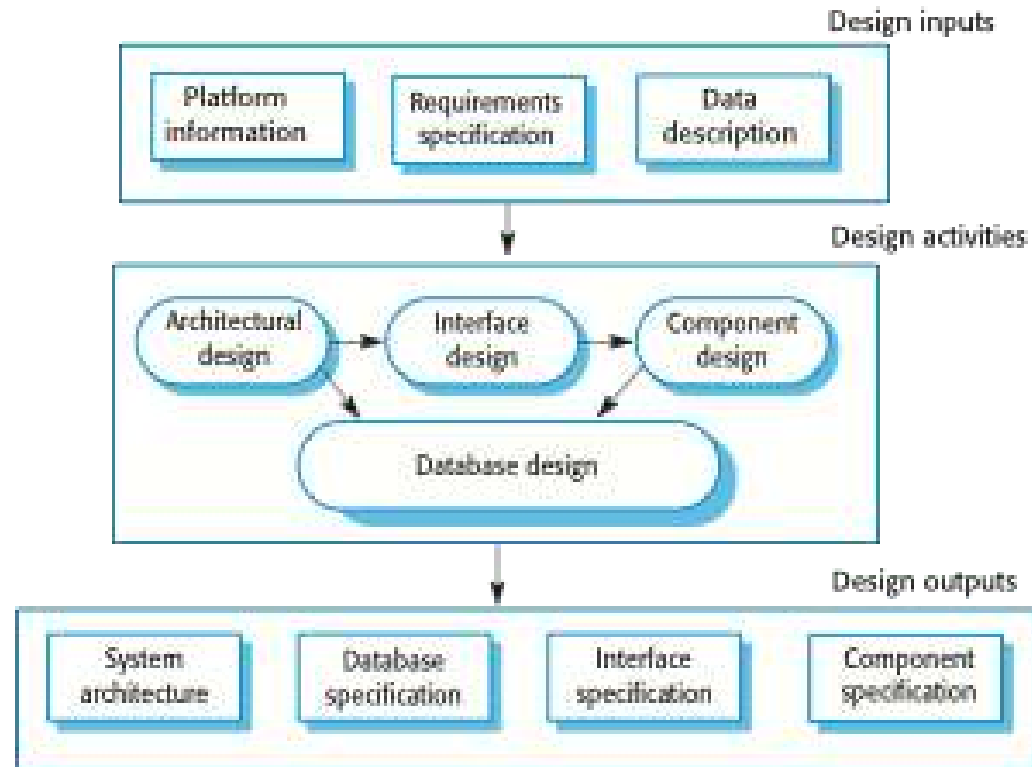 Design inputs
Platform
information
Requirements
specification
Data
description
Design activities
Architectural
design
Interface
design
Component
design
Database design
Design outputs
System
architecture
Database
specification
Interface
specification
Component
specification